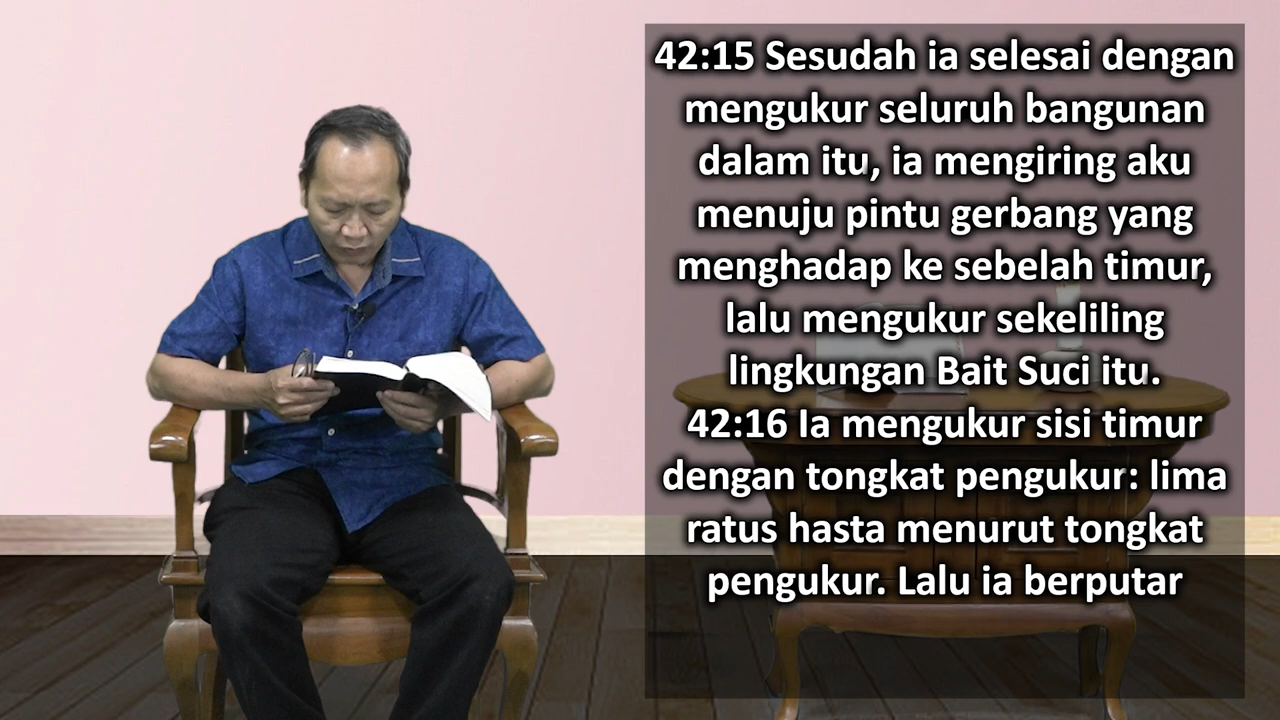 42:15 Sesudah ia selesai dengan
mengukur seluruh bangunan
dalam itu, ia mengiring aku
menuju pintu gerbang yang
menghadap ke sebelah timur,
lalu mengukur sekeliling
lingkungan Bait Suci itu.
42:16 Ia mengukur sisi timur
dengan tongkat pengukur: lima
ratus hasta menurut tongkat
pengukur. Lalu ia berputar